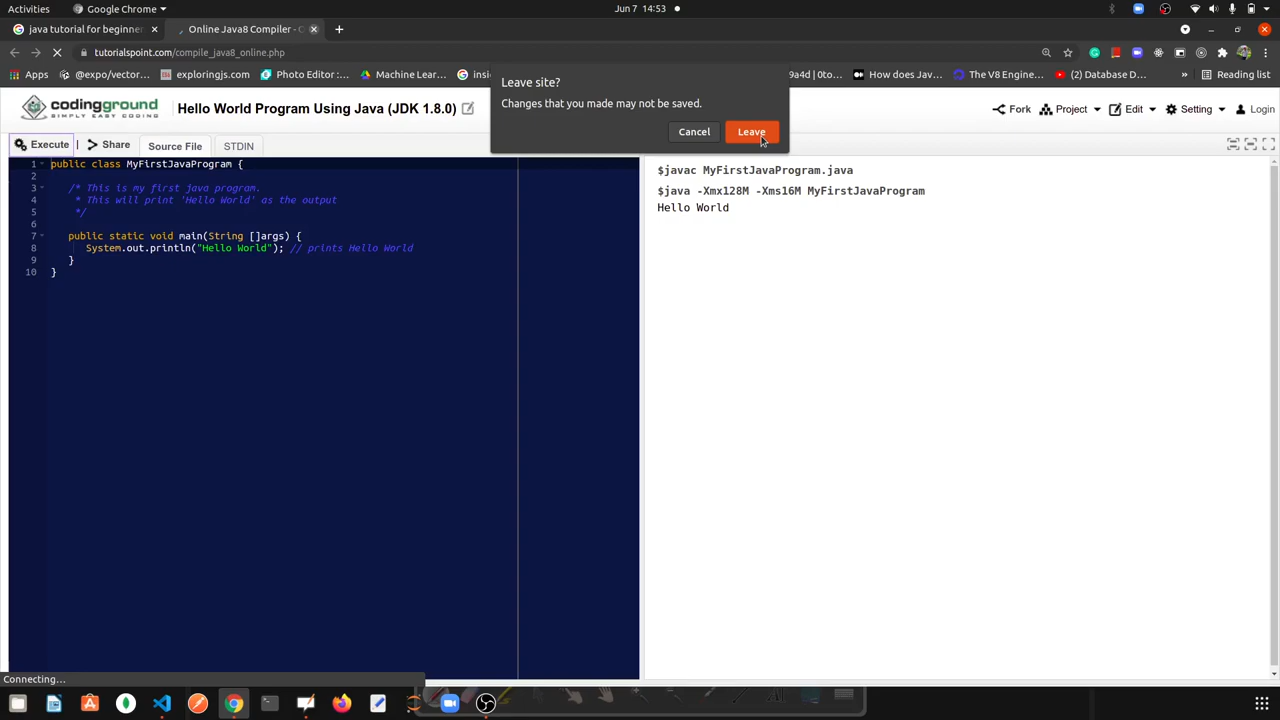 Activities
Google Chrome
Jun 7 14:53
java tutorial for beginner
Online Java8 Compiler -
tutorialspoint.com/compile_java8_online.php
Apps
@expo/vector...
exploringjs.com
Photo Editor :...
Machine Lear...
9a4d | 0to...
How does Jav...
The V8 Engine...
(2) Database D...
»
Reading list
Leave site?
Changes that you made may not be saved.
Cancel
Leave
codingground
SIMPLY EASY CODING
Hello World Program Using Java (JDK 1.8.0)
Fork
Project
Edit
Setting
Login
Execute
|
Share
Source File
STDIN
1 public class MyFirstJavaProgram {
2
3 /* This is my first java program.
4 * This will print 'Hello World' as the output
5 */
6
7 public static void main(String []args) {
8 System.out.println("Hello World"); // prints Hello World
9 }
10 }
$javac MyFirstJavaProgram.java
$java -Xmx128M -Xms16M MyFirstJavaProgram
Hello World
Connecting...